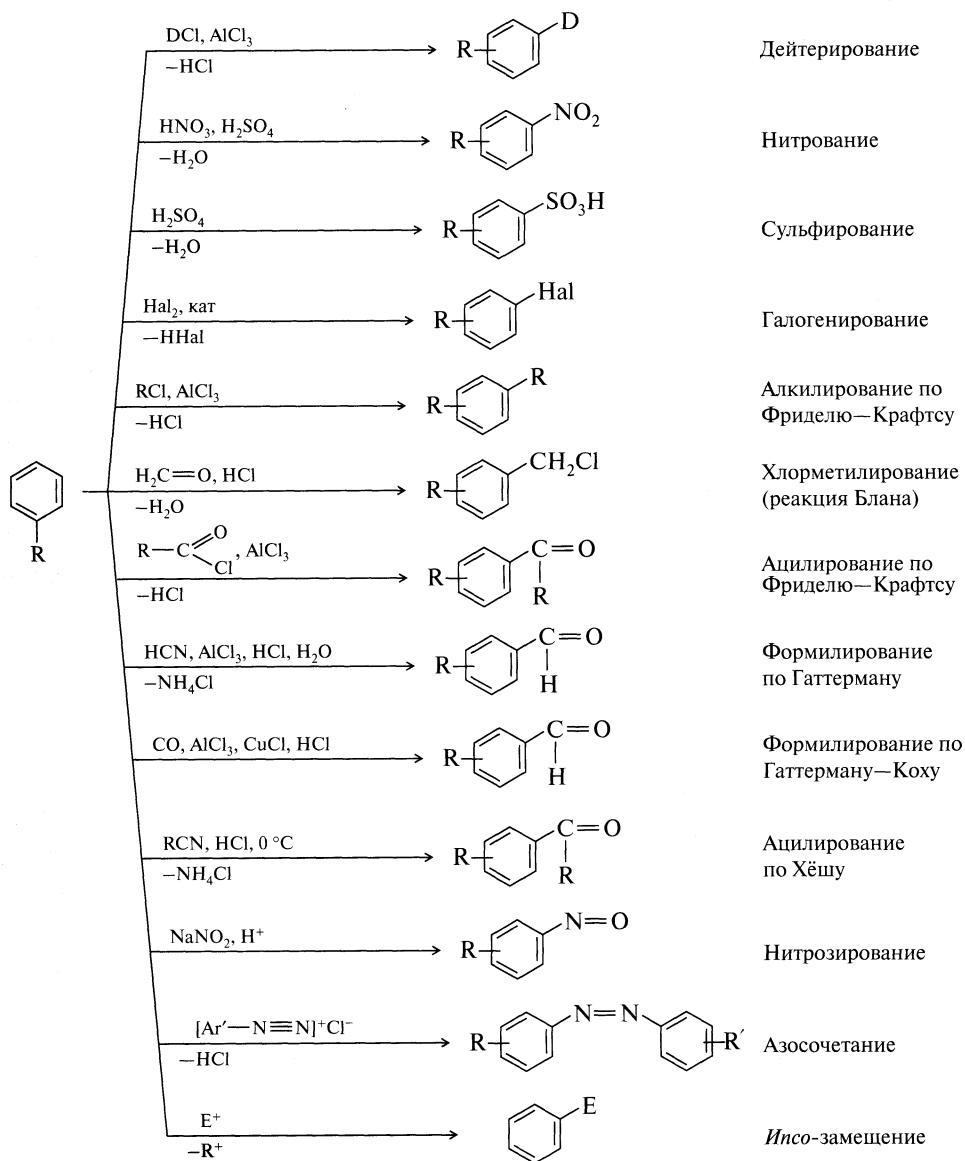 DCl, AlCl₃
–HCl
R
D
Дейтерирование
HNO₃, H₂SO₄
–H₂O
R
NO₂
Нитрование
H₂SO₄
–H₂O
R
SO₃H
Сульфирование
Hal₂, кат
–HHal
R
Hal
Галогенирование
RCl, AlCl₃
–HCl
R
R
Алкилирование по
Фриделю—Крафтсу
R
H₂C=O, HCl
–H₂O
R
CH₂Cl
Хлорметилирование
(реакция Блана)
R—C
O
Cl
, AlCl₃
–HCl
R
C=O
R
Ацилирование по
Фриделю—Крафтсу
HCN, AlCl₃, HCl, H₂O
–NH₄Cl
R
C=O
H
Формилирование
по Гаттерману
CO, AlCl₃, CuCl, HCl
R
C=O
H
Формилирование по
Гаттерману—Коху
RCN, HCl, 0 °C
–NH₄Cl
R
C=O
R
Ацилирование
по Хёшу
NaNO₂, H⁺
R
N=O
Нитрозирование
[Ar′—N≡N]⁺Cl⁻
–HCl
R
N=N
R′
Азосочетание
E⁺
–R⁺
E
Ипсо-замещение